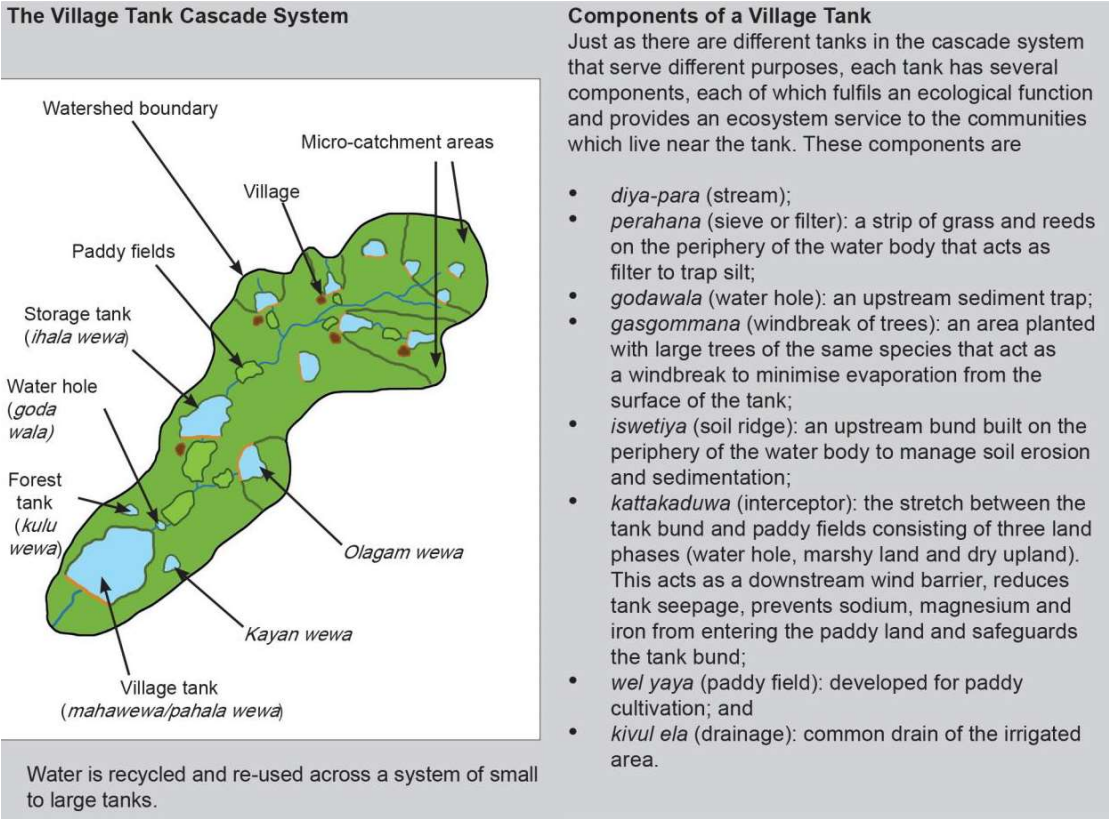 The Village Tank Cascade System
Watershed boundary
Micro-catchment areas
Village
Paddy fields
Storage tank
(ihala wewa)
Water hole
(goda
wala)
Forest
tank
(kulu
wewa)
Olagam wewa
Kayan wewa
Village tank
(mahawewa/pahala wewa)
Water is recycled and re-used across a system of small
to large tanks.
Components of a Village Tank
Just as there are different tanks in the cascade system
that serve different purposes, each tank has several
components, each of which fulfils an ecological function
and provides an ecosystem service to the communities
which live near the tank. These components are
• diya-para (stream);
• perahana (sieve or filter): a strip of grass and reeds
on the periphery of the water body that acts as
filter to trap silt;
• godawala (water hole): an upstream sediment trap;
• gasgommana (windbreak of trees): an area planted
with large trees of the same species that act as
a windbreak to minimise evaporation from the
surface of the tank;
• iswetiya (soil ridge): an upstream bund built on the
periphery of the water body to manage soil erosion
and sedimentation;
• kattakaduwa (interceptor): the stretch between the
tank bund and paddy fields consisting of three land
phases (water hole, marshy land and dry upland).
This acts as a downstream wind barrier, reduces
tank seepage, prevents sodium, magnesium and
iron from entering the paddy land and safeguards
the tank bund;
• wel yaya (paddy field): developed for paddy
cultivation; and
• kivul ela (drainage): common drain of the irrigated
area.